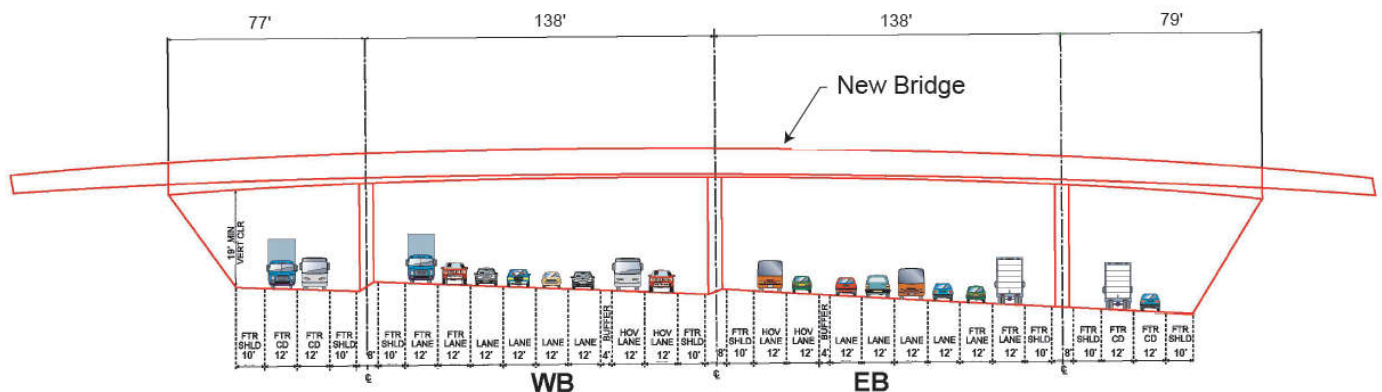 77'
138'
138'
79'
New Bridge
19' MIN
VERT CLR
FTR
SHLD
10'
FTR
CD
12'
FTR
CD
12'
FTR
SHLD
10'
8'
FTR
SHLD
10'
FTR
LANE
12'
FTR
LANE
12'
LANE
12'
LANE
12'
LANE
12'
LANE
12'
BUFFER
4'
HOV
LANE
12'
HOV
LANE
12'
FTR
SHLD
10'
8'
FTR
SHLD
10'
HOV
LANE
12'
HOV
LANE
12'
BUFFER
4'
LANE
12'
LANE
12'
LANE
12'
LANE
12'
FTR
LANE
12'
FTR
LANE
12'
FTR
SHLD
10'
8'
FTR
SHLD
10'
FTR
CD
12'
FTR
CD
12'
FTR
SHLD
10'
℄
WB
℄
EB
℄